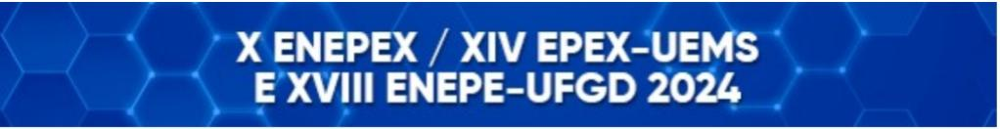 X ENEPEX / XIV EPEX-UEMS
E XVIII ENEPE-UFGD 2024